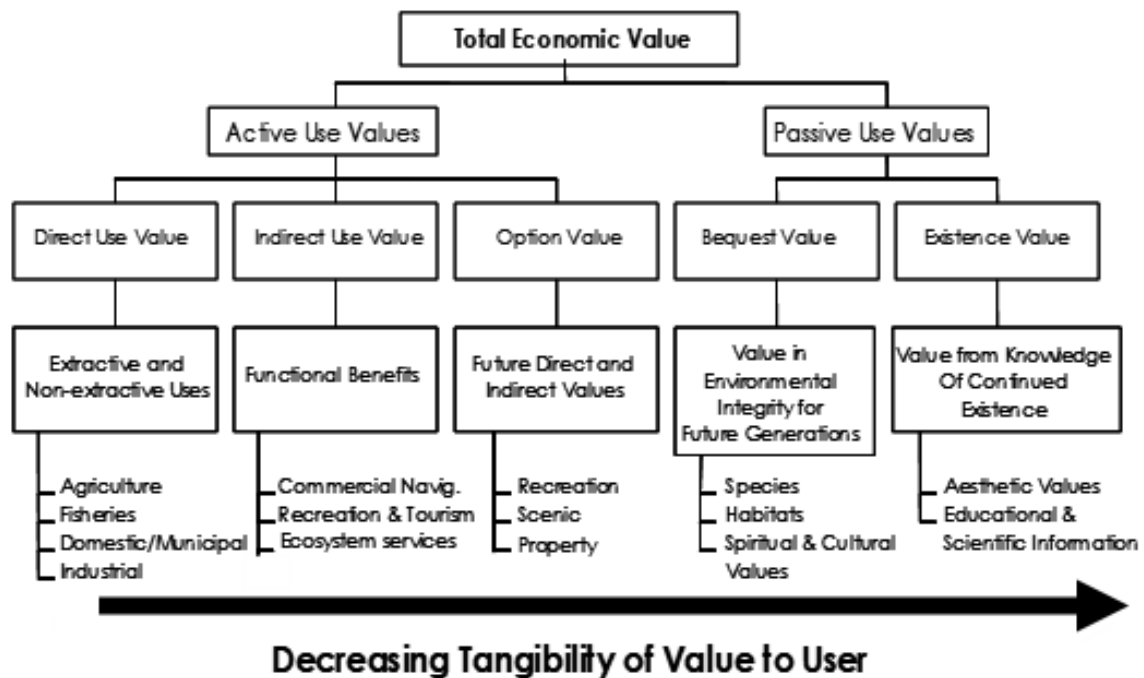 Total Economic Value
Active Use Values
Passive Use Values
Direct Use Value
Indirect Use Value
Option Value
Bequest Value
Existence Value
Extractive and
Non-extractive Uses
Functional Benefits
Future Direct and
Indirect Values
Value in
Environmental
Integrity for
Future Generations
Value from Knowledge
Of Continued
Existence
Agriculture
Fisheries
Domestic/Municipal
Industrial
Commercial Navig.
Recreation & Tourism
Ecosystem services
Recreation
Scenic
Property
Species
Habitats
Spiritual & Cultural
Values
Aesthetic Values
Educational &
Scientific Information
Decreasing Tangibility of Value to User